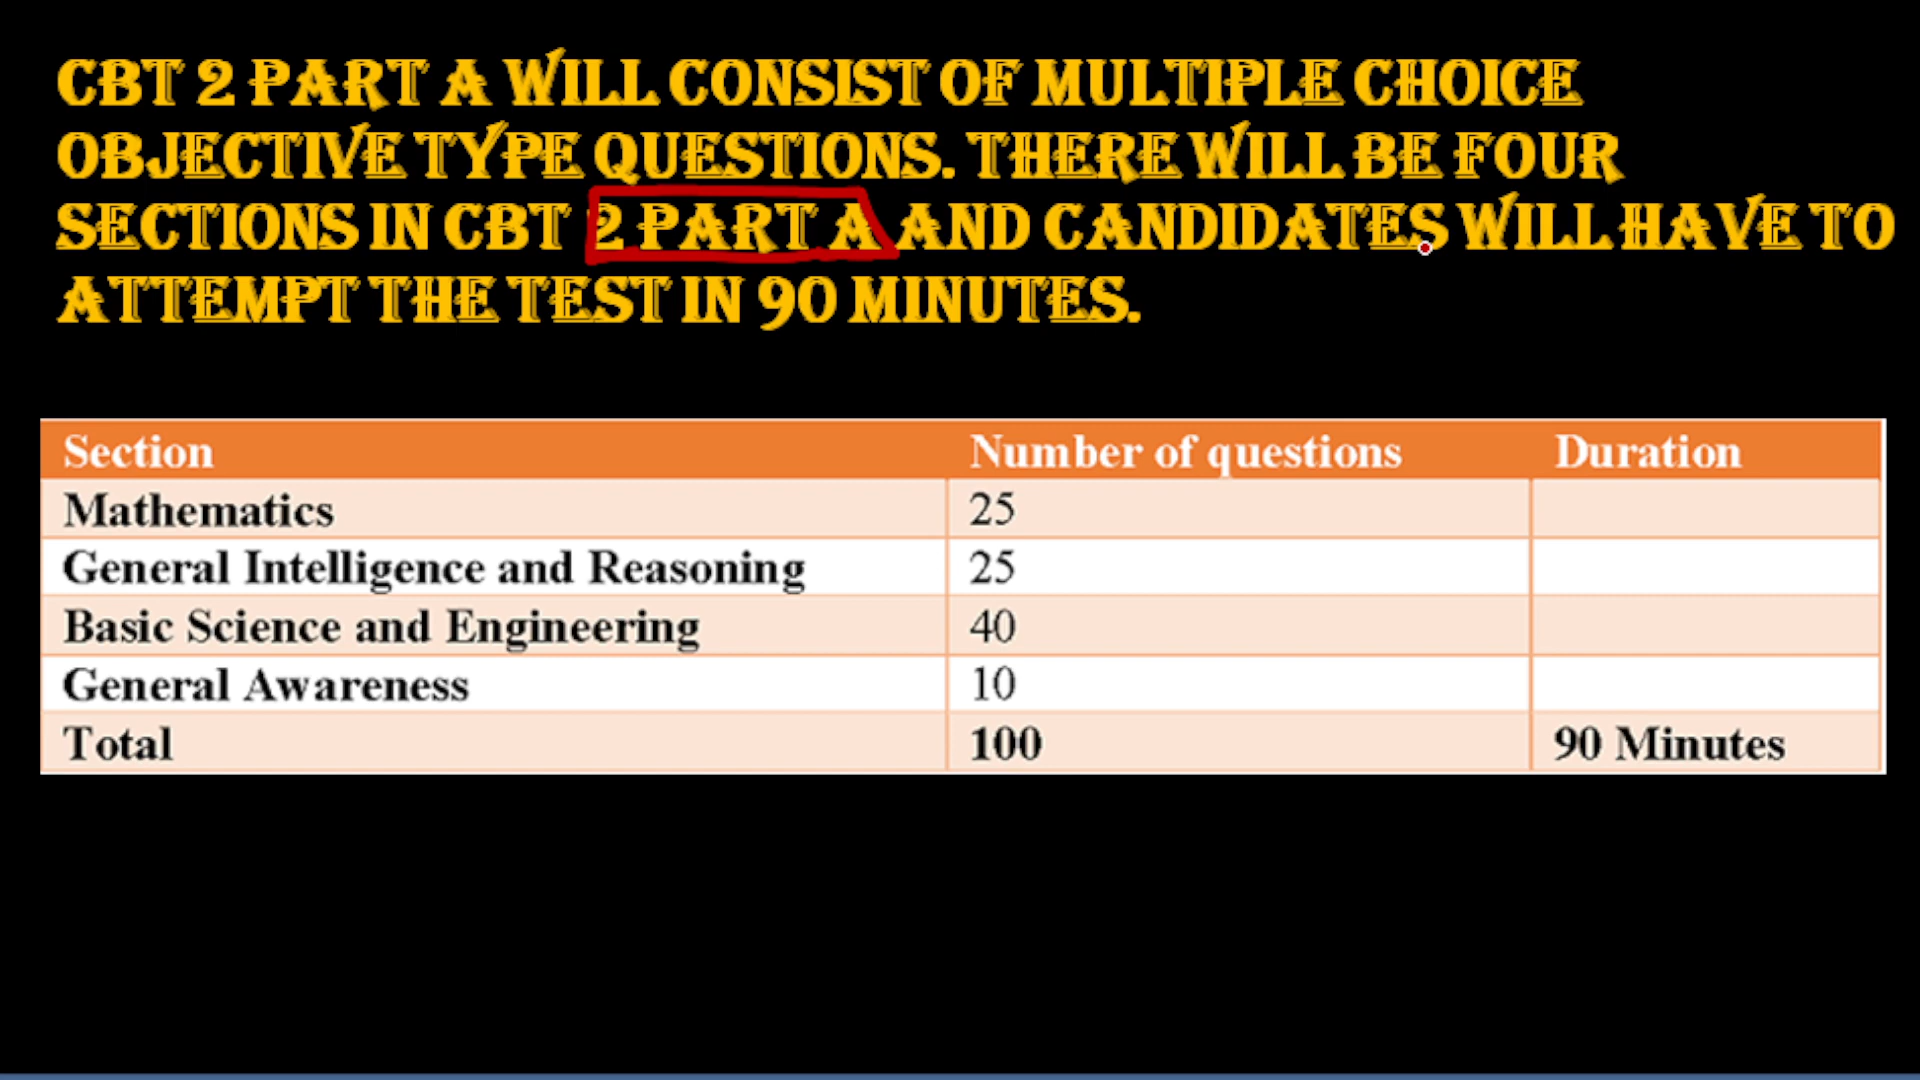 CBT 2 PART A WILL CONSIST OF MULTIPLE CHOICE
OBJECTIVE TYPE QUESTIONS. THERE WILL BE FOUR
SECTIONS IN CBT 2 PART A AND CANDIDATES WILL HAVE TO
ATTEMPT THE TEST IN 90 MINUTES.
Section Number of questions Duration
Mathematics 25
General Intelligence and Reasoning 25
Basic Science and Engineering 40
General Awareness 10
Total 100 90 Minutes